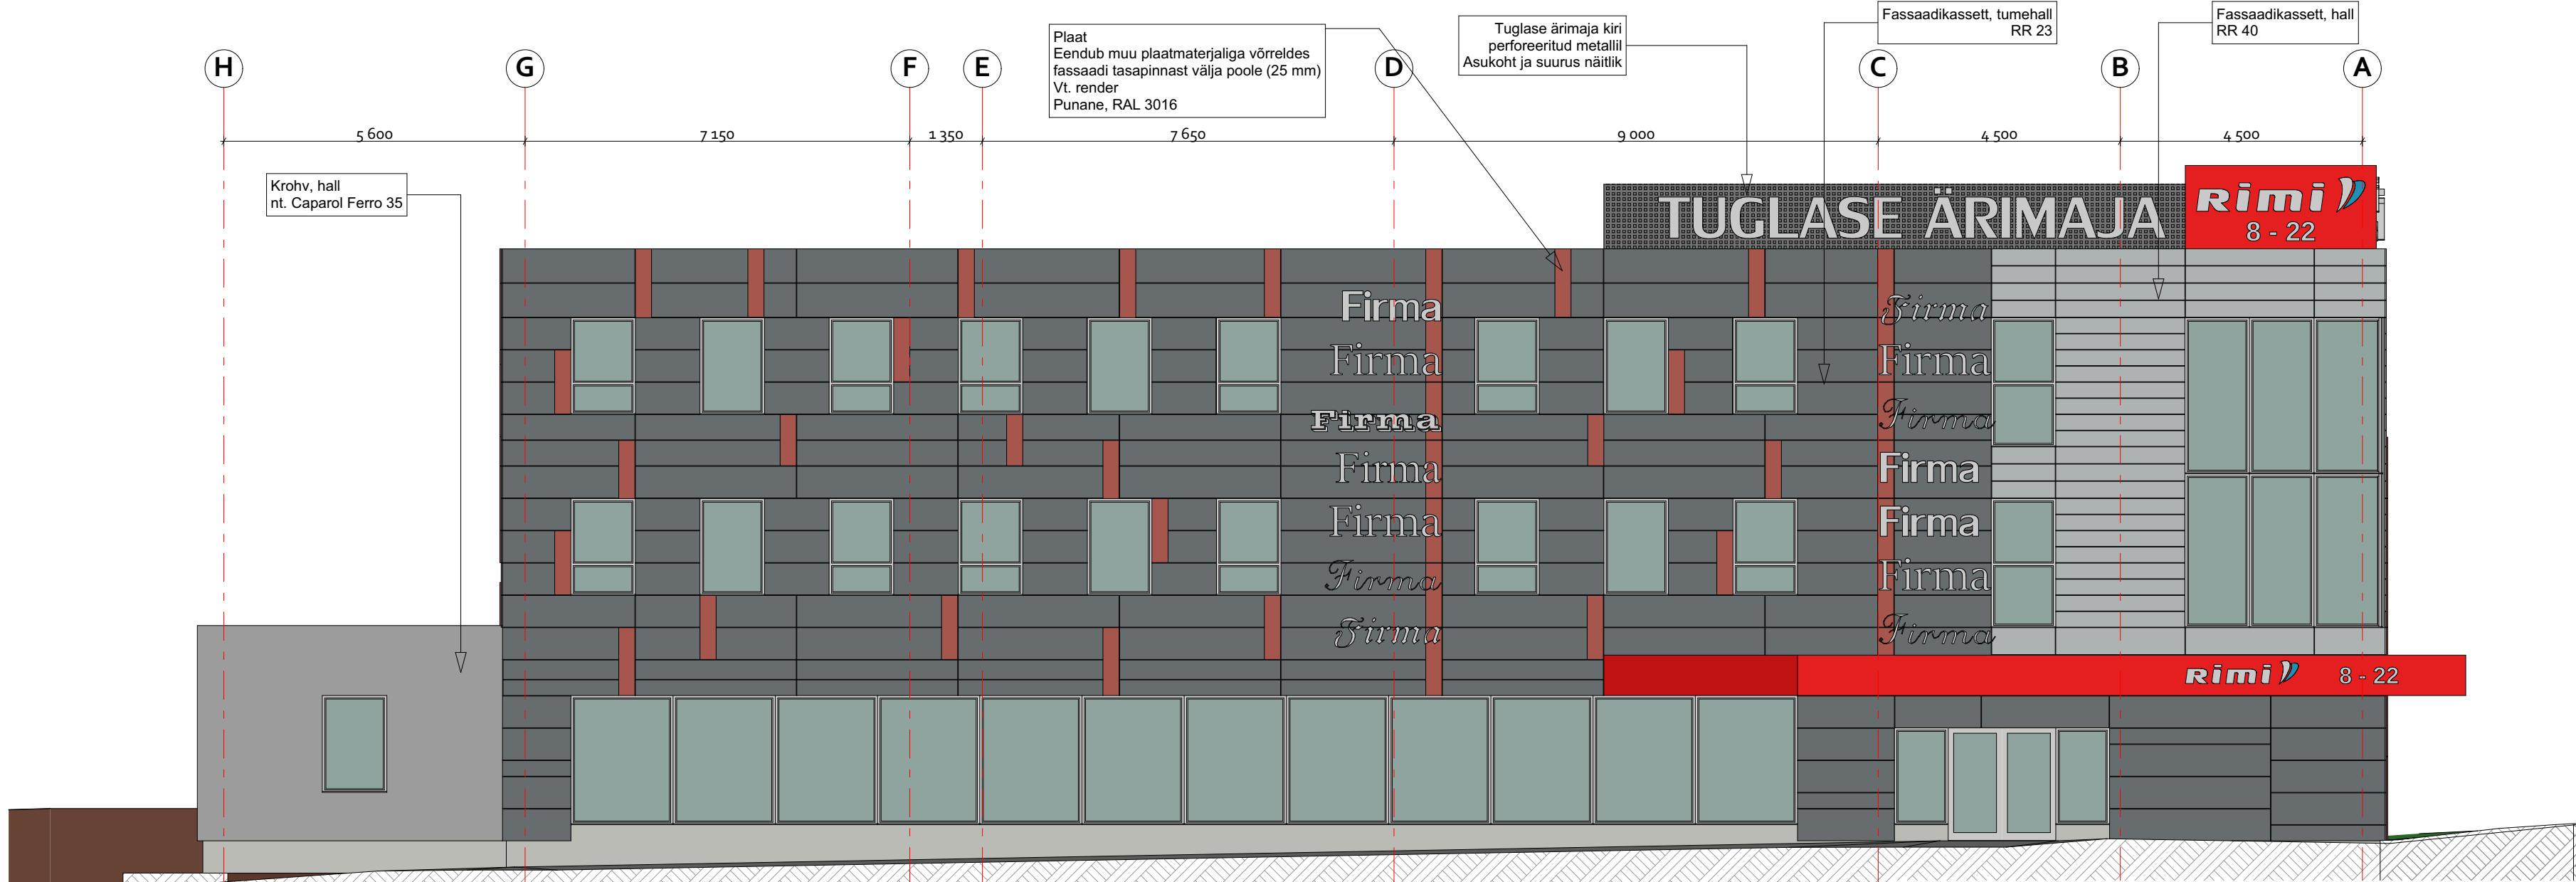 Plaat
Eendub muu plaatmaterjaliga võrreldes
fassaadi tasapinnast välja poole (25 mm)
Vt. render
Punane, RAL 3016
Tuglase ärimaja kiri
perforeeritud metallil
Asukoht ja suurus näitlik
Fassaadikassett, tumehall
RR 23
Fassaadikassett, hall
RR 40
H
G
F
E
D
C
B
A
5 600
7 150
1 350
7 650
9 000
4 500
4 500
Krohv, hall
nt. Caparol Ferro 35
TUGLASE ÄRIMAJA
Rimi
8 - 22
Firma
Firma
Firma
Firma
Firma
Firma
Firma
Firma
Firma
Firma
Firma
Firma
Firma
Firma
Rimi 8 - 22